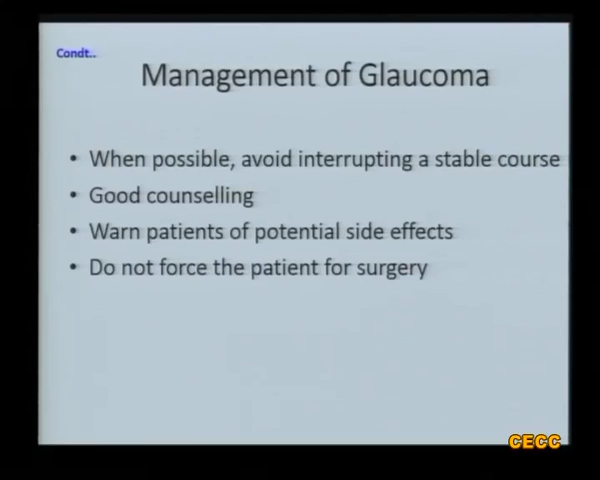 Condt..
Management of Glaucoma
• When possible, avoid interrupting a stable course
• Good counselling
• Warn patients of potential side effects
• Do not force the patient for surgery
CECC